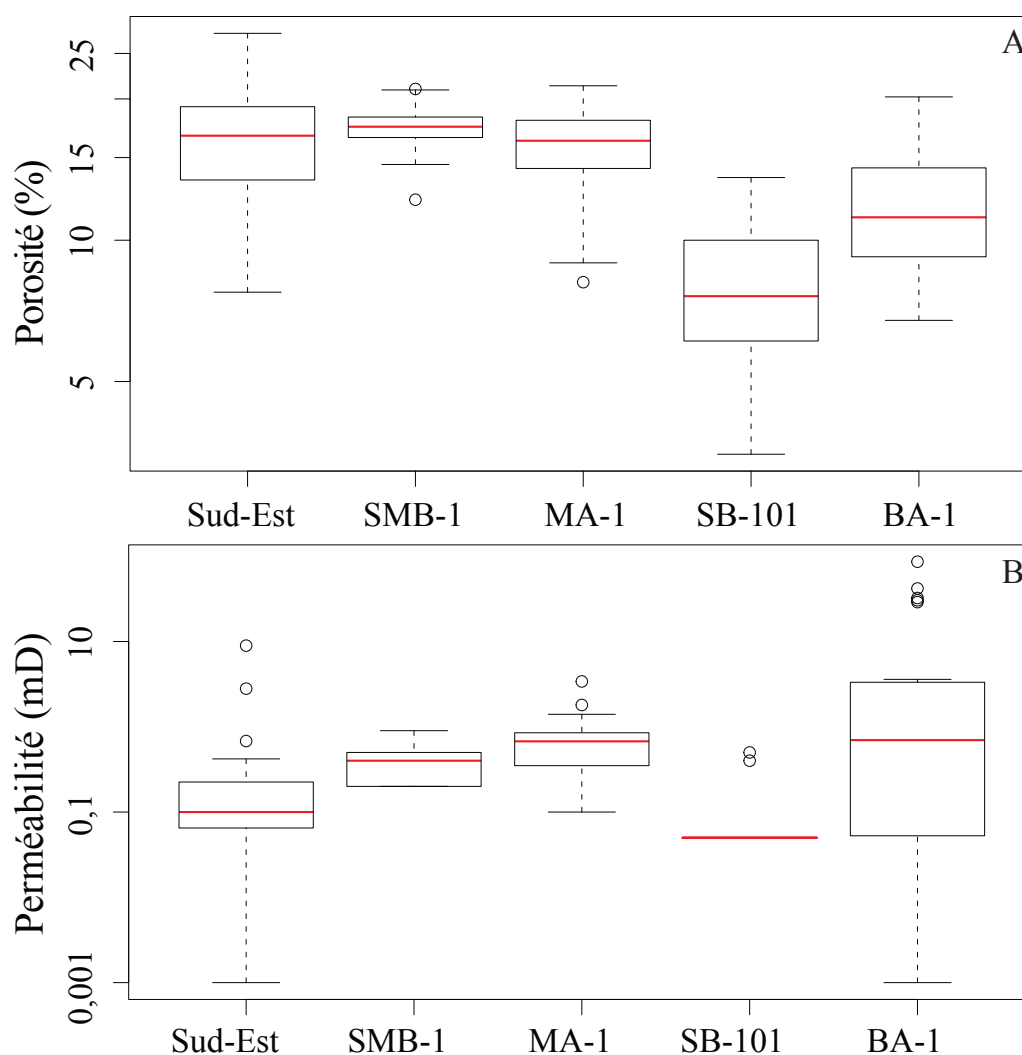 A
Porosité (%)
25
15
10
5
Sud-Est SMB-1 MA-1 SB-101 BA-1
B
Perméabilité (mD)
10
0,1
0,001
Sud-Est SMB-1 MA-1 SB-101 BA-1